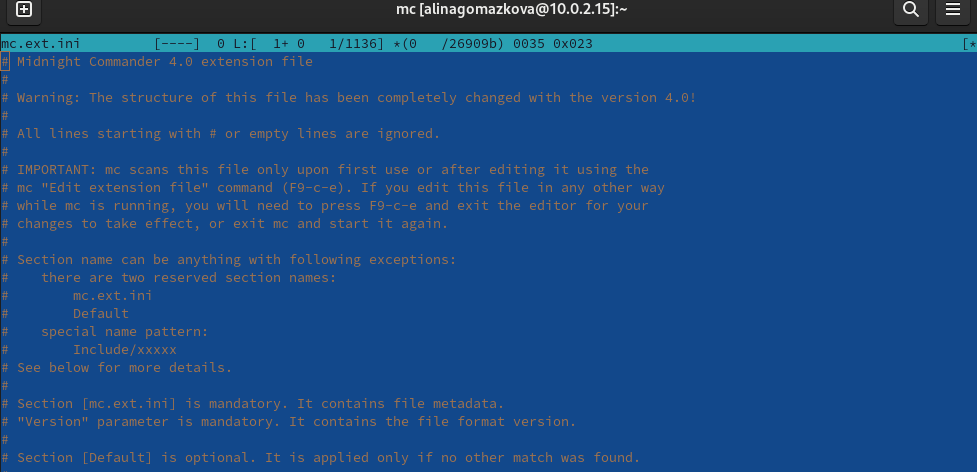 mc [alinagomazkova@10.0.2.15]:~
mc.ext.ini         [----]  0 L:[  1+ 0   1/1136] *(0   /26909b) 0035 0x023                                              [*
# Midnight Commander 4.0 extension file
#
# Warning: The structure of this file has been completely changed with the version 4.0!
#
# All lines starting with # or empty lines are ignored.
#
# IMPORTANT: mc scans this file only upon first use or after editing it using the
# mc "Edit extension file" command (F9-c-e). If you edit this file in any other way
# while mc is running, you will need to press F9-c-e and exit the editor for your
# changes to take effect, or exit mc and start it again.
#
# Section name can be anything with following exceptions:
#    there are two reserved section names:
#        mc.ext.ini
#        Default
#    special name pattern:
#        Include/xxxxx
# See below for more details.
#
# Section [mc.ext.ini] is mandatory. It contains file metadata.
# "Version" parameter is mandatory. It contains the file format version.
#
# Section [Default] is optional. It is applied only if no other match was found.